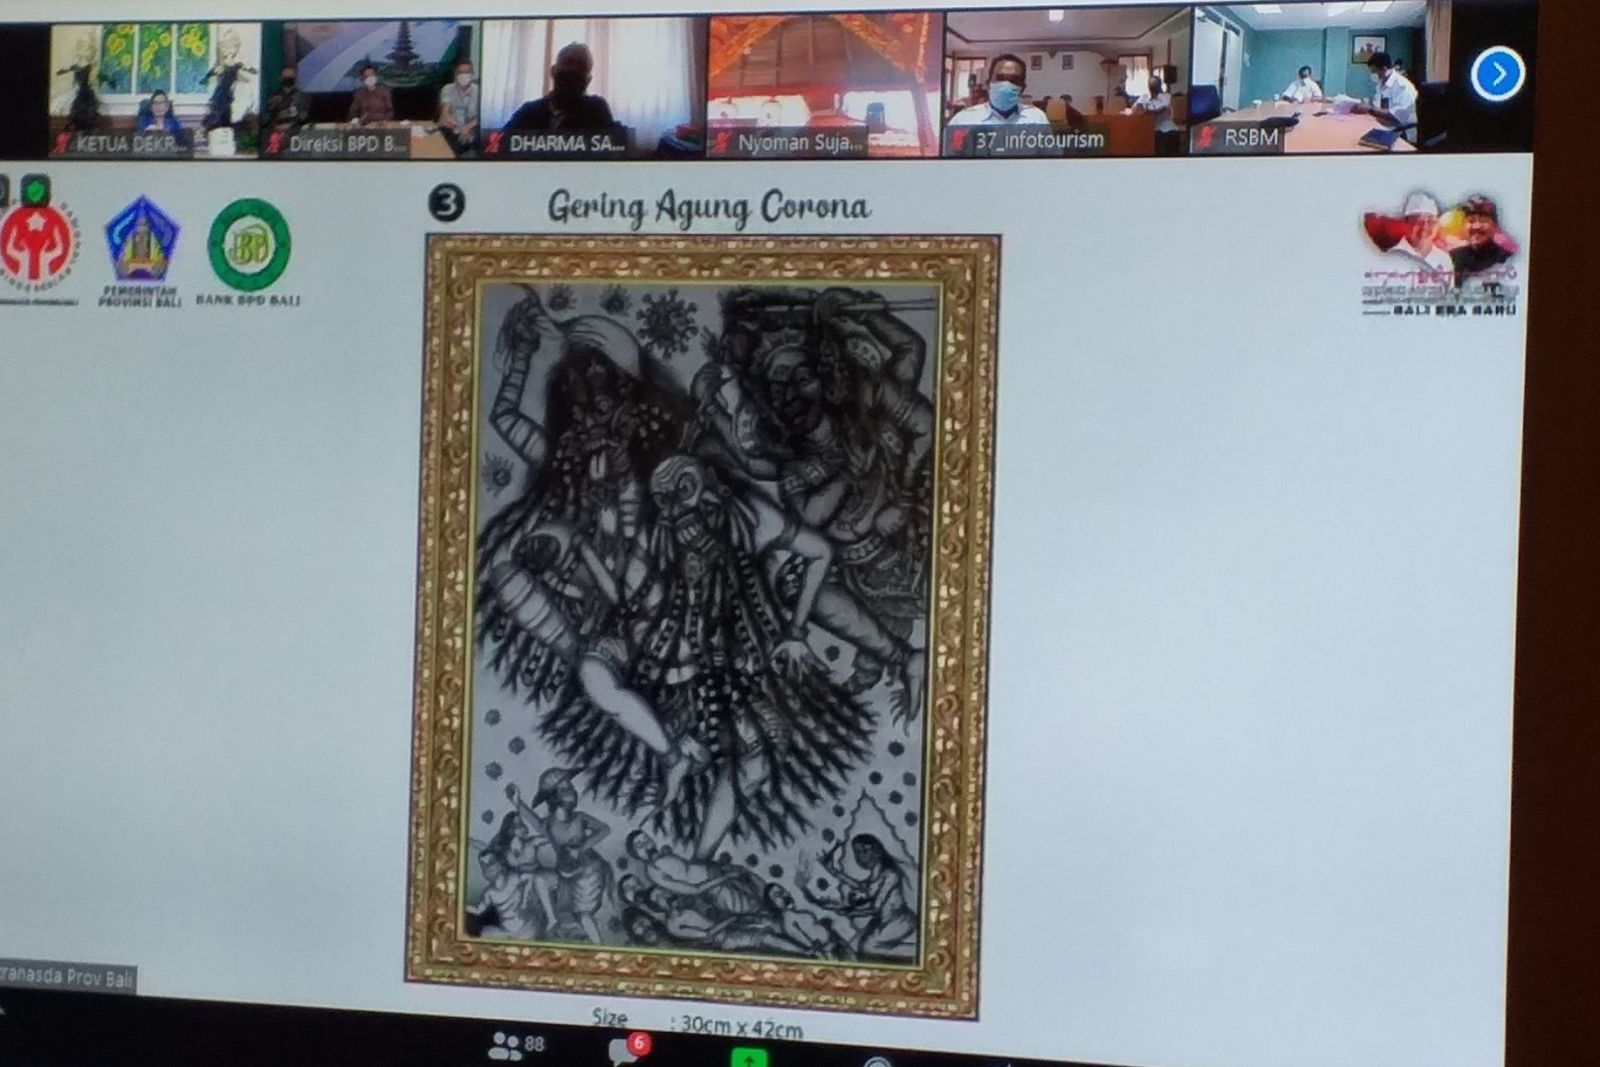 KETUA DEKR...
Direksi BPD B...
DHARMA SA...
Nyoman Suja...
37_infotourism
RSBM
3 Gering Agung Corona
PEMERINTAH
PROVINSI BALI
BANK BPD BALI
BALI ERA BARU
ranasda Prov. Bali
Size : 30cm x 42cm
88
6